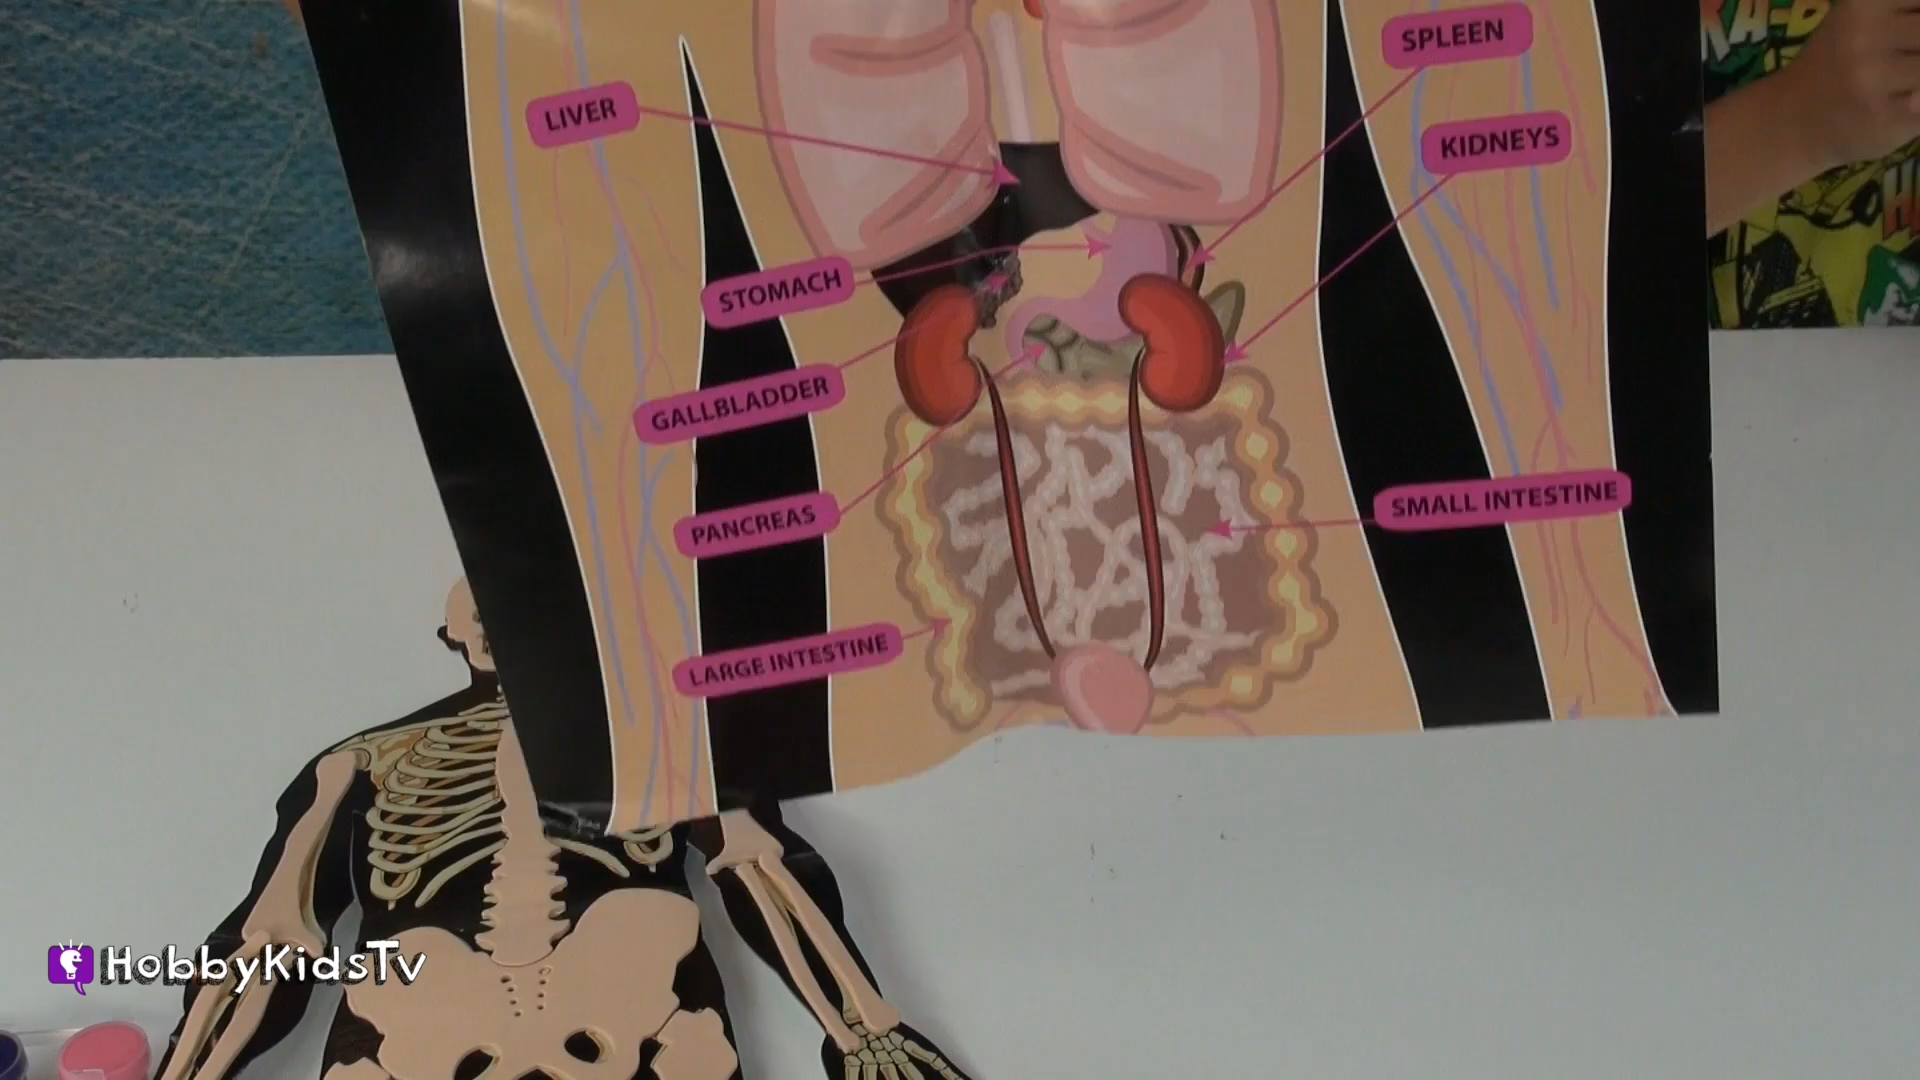 SPLEEN
LIVER
KIDNEYS
STOMACH
GALLBLADDER
PANCREAS
SMALL INTESTINE
LARGE INTESTINE
HobbyKidsTv